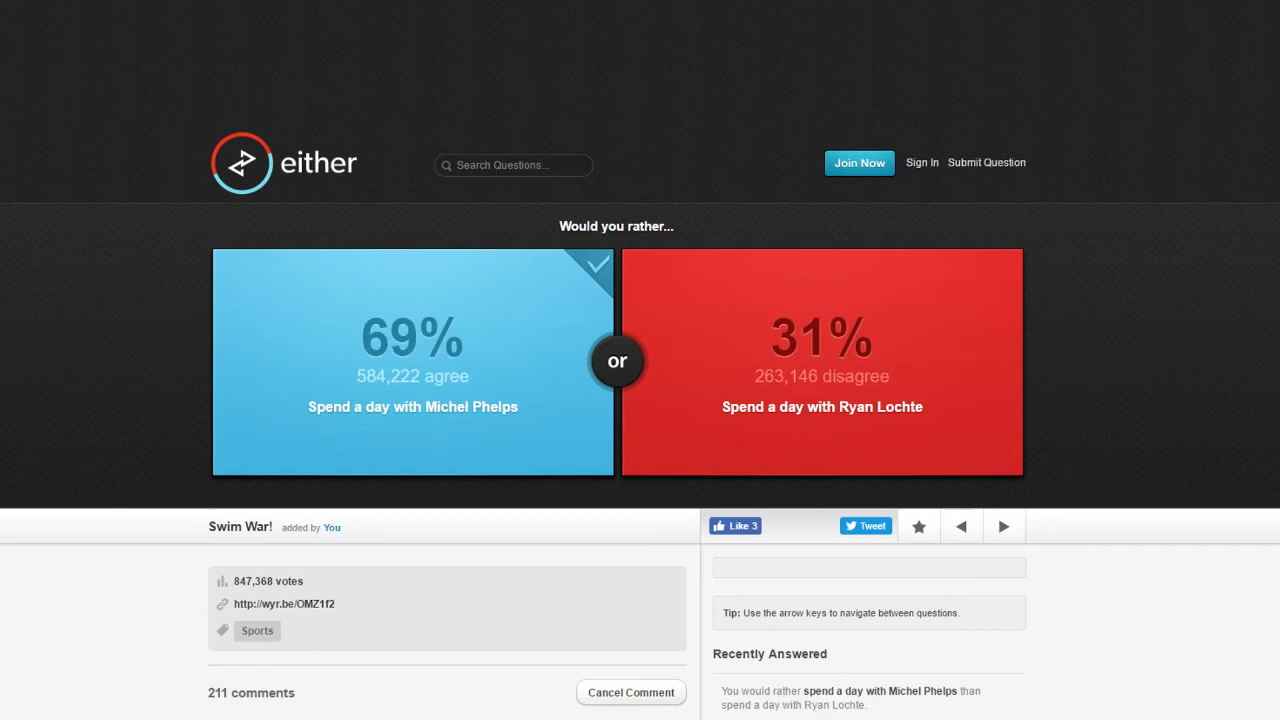 either
Search Questions...
Join Now
Sign In
Submit Question
Would you rather...
69%
584,222 agree
Spend a day with Michel Phelps
or
31%
263,146 disagree
Spend a day with Ryan Lochte
Swim War! added by You
Like 3
Tweet
847,368 votes
http://wyr.be/OMZ1f2
Sports
211 comments
Cancel Comment
Tip: Use the arrow keys to navigate between questions.
Recently Answered
You would rather spend a day with Michel Phelps than
spend a day with Ryan Lochte.